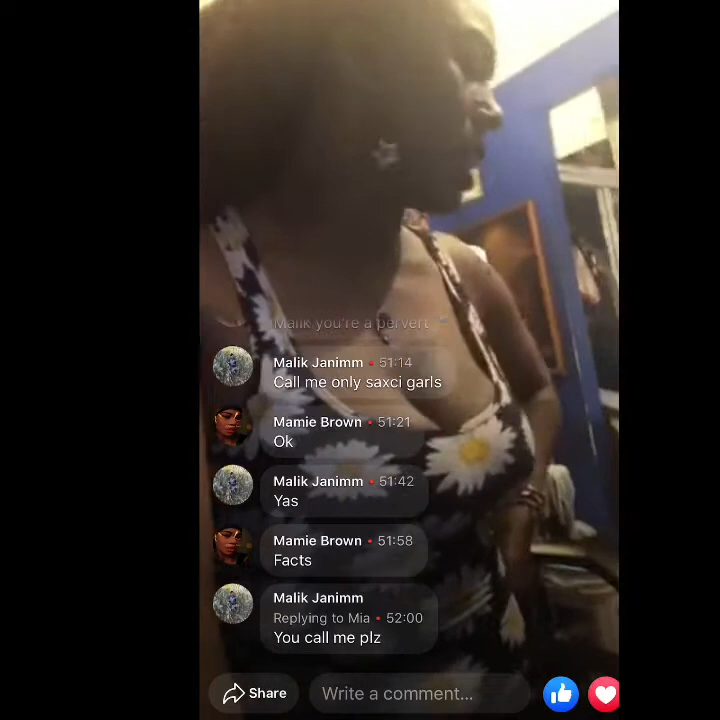 Malik you're a pervert
Malik Janimm • 51:14
Call me only saxci garls
Mamie Brown • 51:21
Ok
Malik Janimm • 51:42
Yas
Mamie Brown • 51:58
Facts
Malik Janimm
Replying to Mia • 52:00
You call me plz
Share
Write a comment...